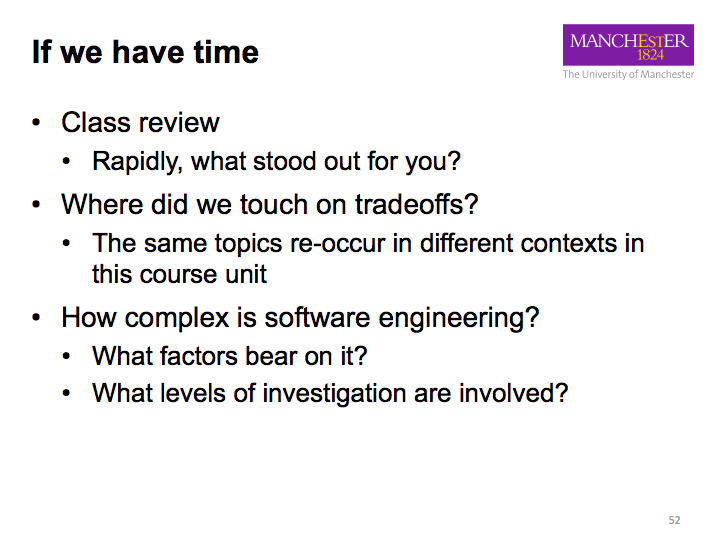 If we have time
MANCHEsTER
1824
The University of Manchester
• Class review
• Rapidly, what stood out for you?
• Where did we touch on tradeoffs?
• The same topics re-occur in different contexts in
this course unit
• How complex is software engineering?
• What factors bear on it?
• What levels of investigation are involved?
52